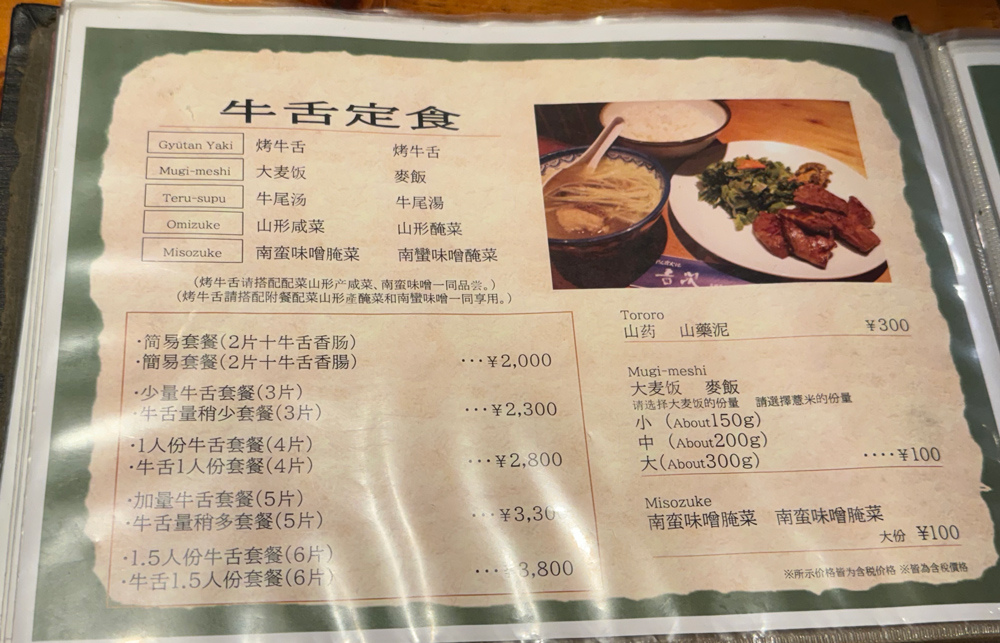 牛舌定食
Gyūtan Yaki 烤牛舌 烤牛舌
Mugi-meshi 大麦饭 麥飯
Teru-supu 牛尾汤 牛尾湯
Omizuke 山形咸菜 山形醃菜
Misozuke 南蛮味噌腌菜 南蠻味噌醃菜
(烤牛舌请搭配配菜山形产咸菜、南蛮味噌一同品尝。)
(烤牛舌請搭配附餐配菜山形產醃菜和南蠻味噌一同享用。)
·简易套餐(2片十牛舌香肠)
·簡易套餐(2片十牛舌香腸) ···¥2,000
·少量牛舌套餐(3片)
·牛舌量稍少套餐(3片) ···¥2,300
·1人份牛舌套餐(4片)
·牛舌1人份套餐(4片) ···¥2,800
·加量牛舌套餐(5片)
·牛舌量稍多套餐(5片) ···¥3,300
·1.5人份牛舌套餐(6片)
·牛舌1.5人份套餐(6片) ···¥3,800
Tororo
山药 山藥泥 ¥300
Mugi-meshi
大麦饭 麥飯
请选择大麦饭的份量 請選擇薏米的份量
小 (About150g)
中 (About200g)
大(About300g) ····¥100
Misozuke
南蛮味噌腌菜 南蛮味噌腌菜
大份 ¥100
※所示价格皆为含税价格 ※皆為含稅價格